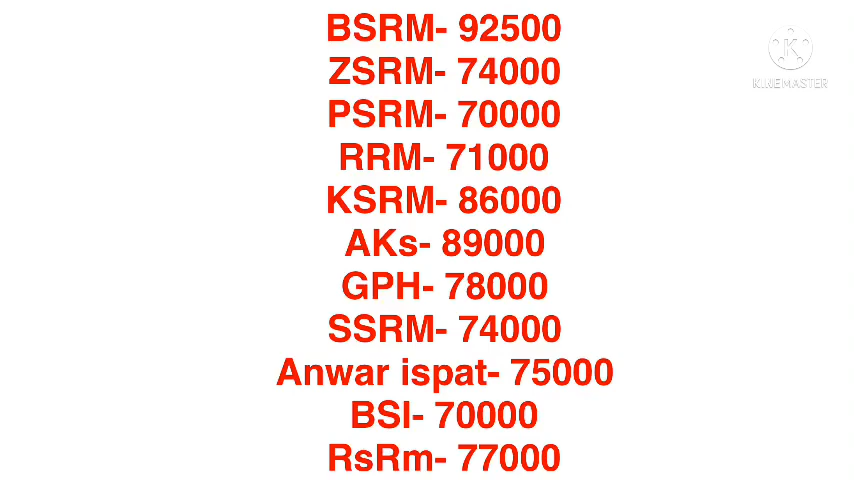 BSRM- 92500
ZSRM- 74000
PSRM- 70000
RRM- 71000
KSRM- 86000
AKs- 89000
GPH- 78000
SSRM- 74000
Anwar ispat- 75000
BSI- 70000
RsRm- 77000
K
KINEMASTER